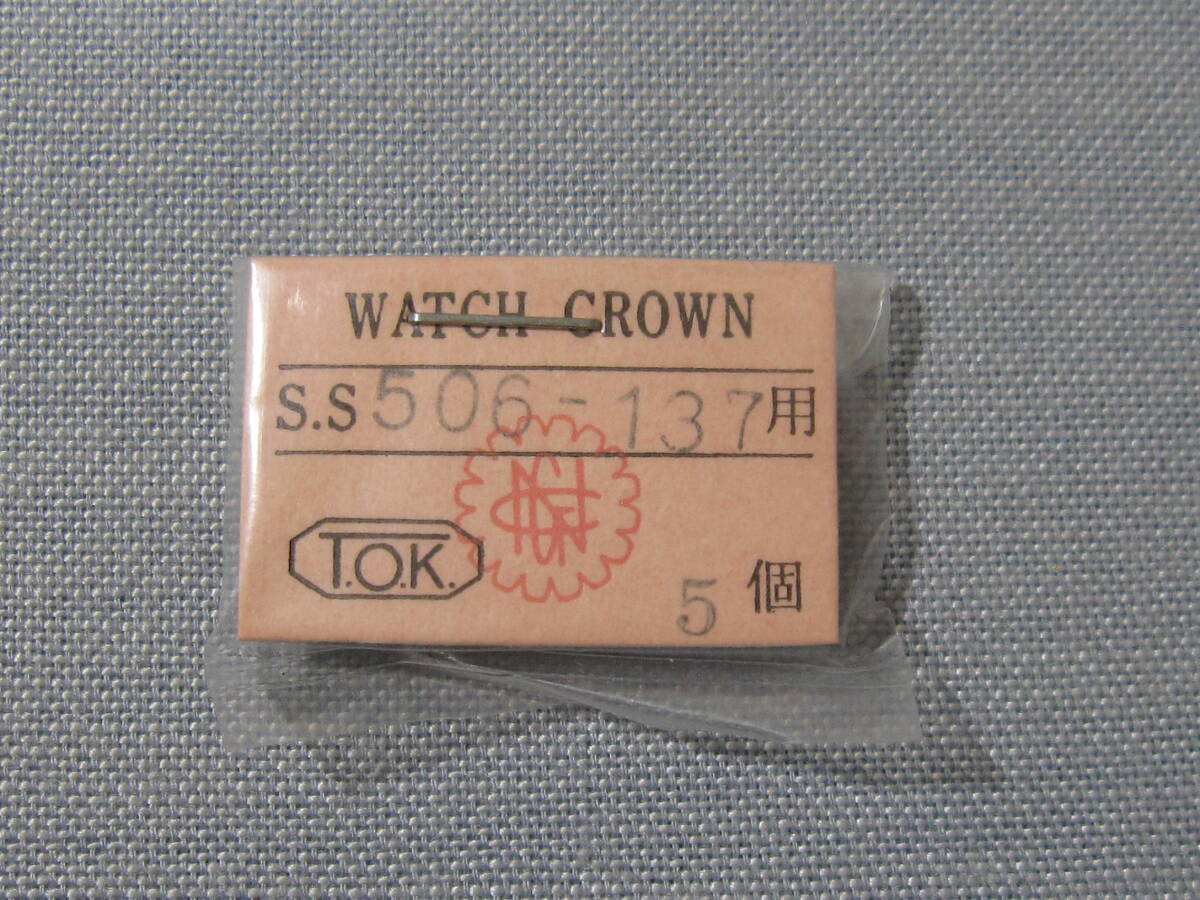 WATCH CROWN
S.S 506-137用
T.O.K.
5個